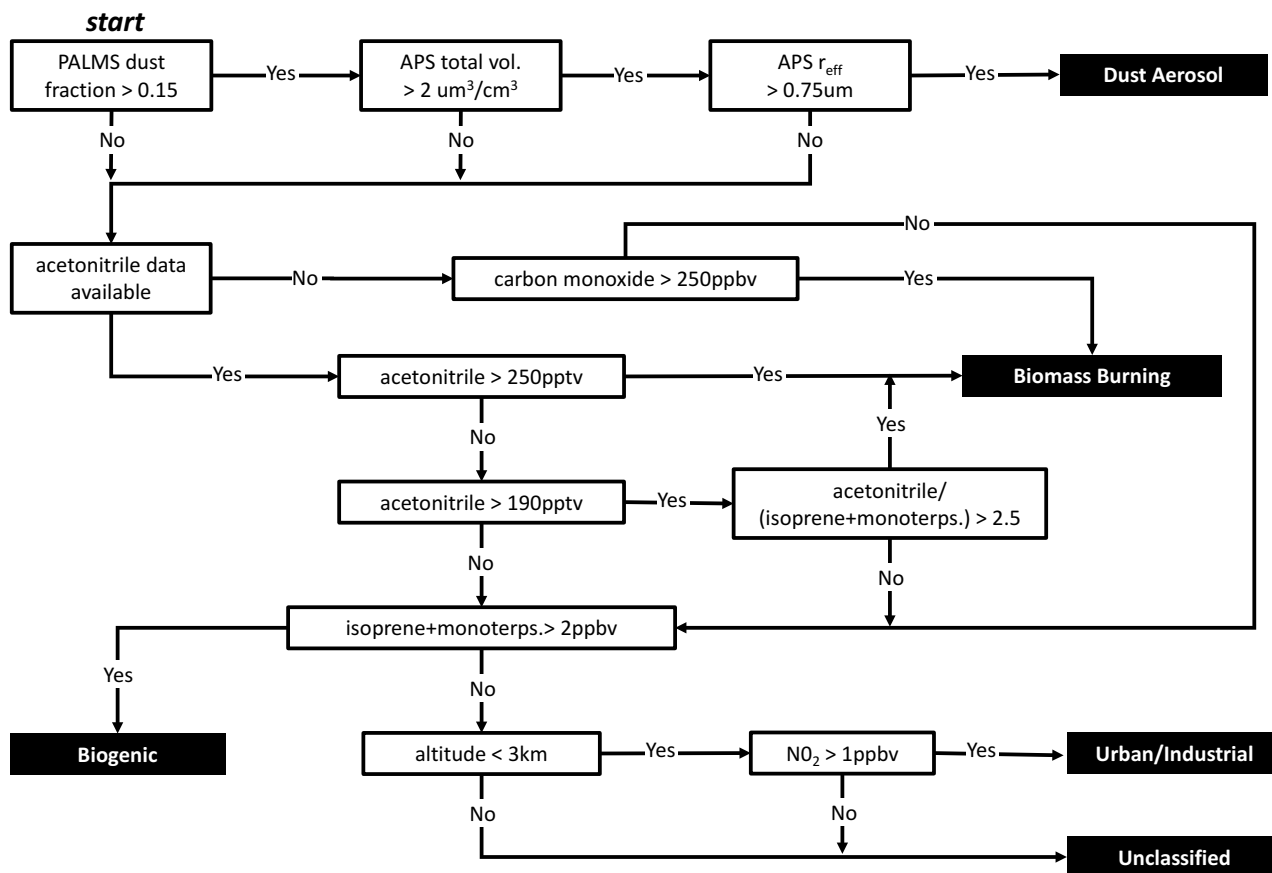 start
PALMS dust
fraction > 0.15
Yes
APS total vol.
> 2 um³/cm³
Yes
APS r_eff
> 0.75um
Yes
Dust Aerosol
No
No
No
acetonitrile data
available
No
carbon monoxide > 250ppbv
No
Yes
Yes
acetonitrile > 250pptv
Yes
Biomass Burning
No
Yes
acetonitrile > 190pptv
Yes
acetonitrile/
(isoprene+monoterps.) > 2.5
No
No
isoprene+monoterps.> 2ppbv
Yes
No
Biogenic
altitude < 3km
Yes
N0₂ > 1ppbv
Yes
Urban/Industrial
No
No
Unclassified